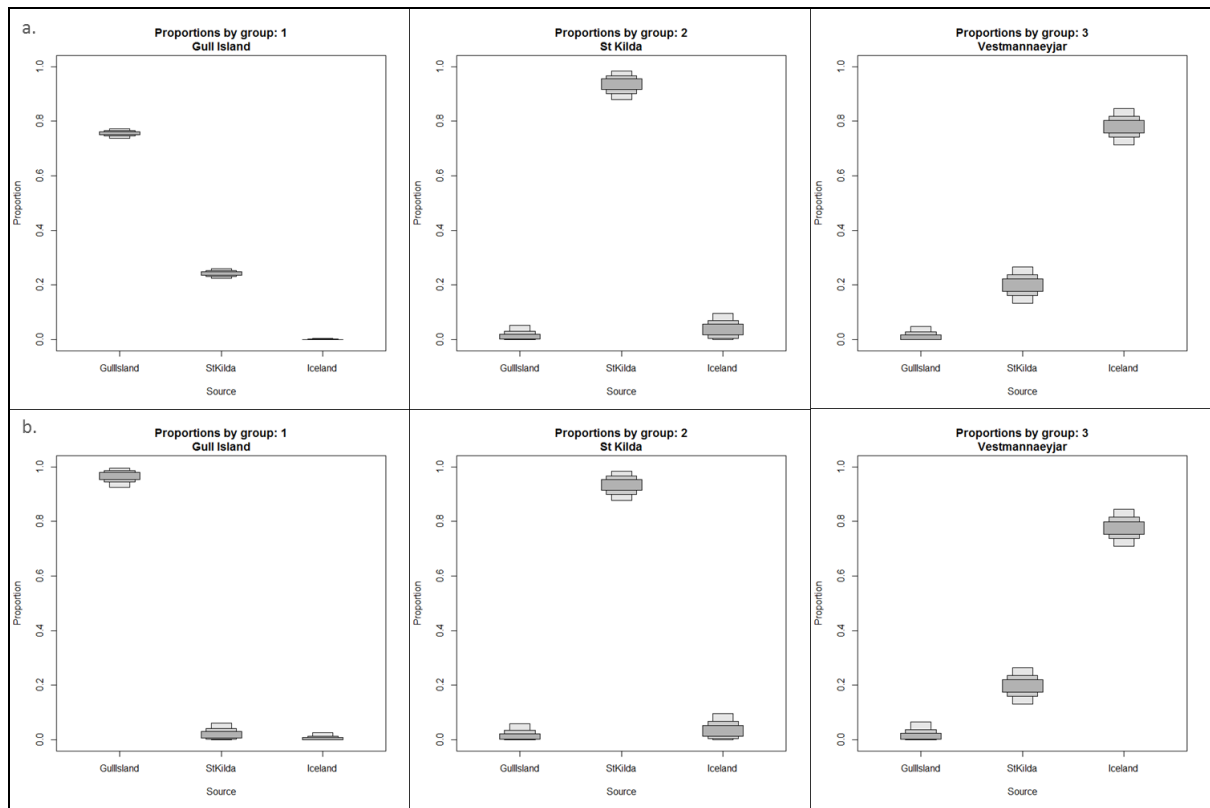 a.
Proportions by group: 1
Gull Island
1.0
0.8
0.6
0.4
0.2
0.0
Proportion
GullIsland StKilda Iceland
Source
Proportions by group: 2
St Kilda
1.0
0.8
0.6
0.4
0.2
0.0
Proportion
GullIsland StKilda Iceland
Source
Proportions by group: 3
Vestmannaeyjar
1.0
0.8
0.6
0.4
0.2
0.0
Proportion
GullIsland StKilda Iceland
Source
b.
Proportions by group: 1
Gull Island
1.0
0.8
0.6
0.4
0.2
0.0
Proportion
GullIsland StKilda Iceland
Source
Proportions by group: 2
St Kilda
1.0
0.8
0.6
0.4
0.2
0.0
Proportion
GullIsland StKilda Iceland
Source
Proportions by group: 3
Vestmannaeyjar
1.0
0.8
0.6
0.4
0.2
0.0
Proportion
GullIsland StKilda Iceland
Source